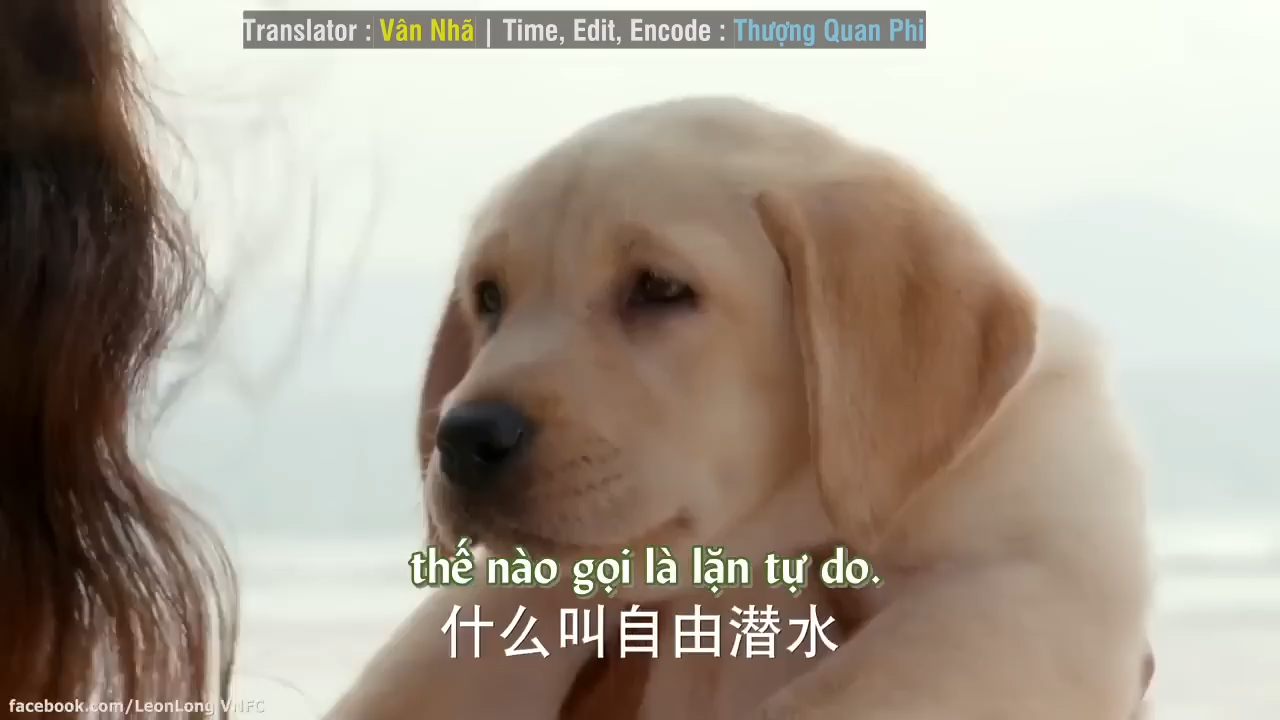 Translator : Vân Nhã | Time, Edit, Encode : Thượng Quan Phi
thế nào gọi là lặn tự do.
什么叫自由潜水
facebook.com/LeonLong VNFC